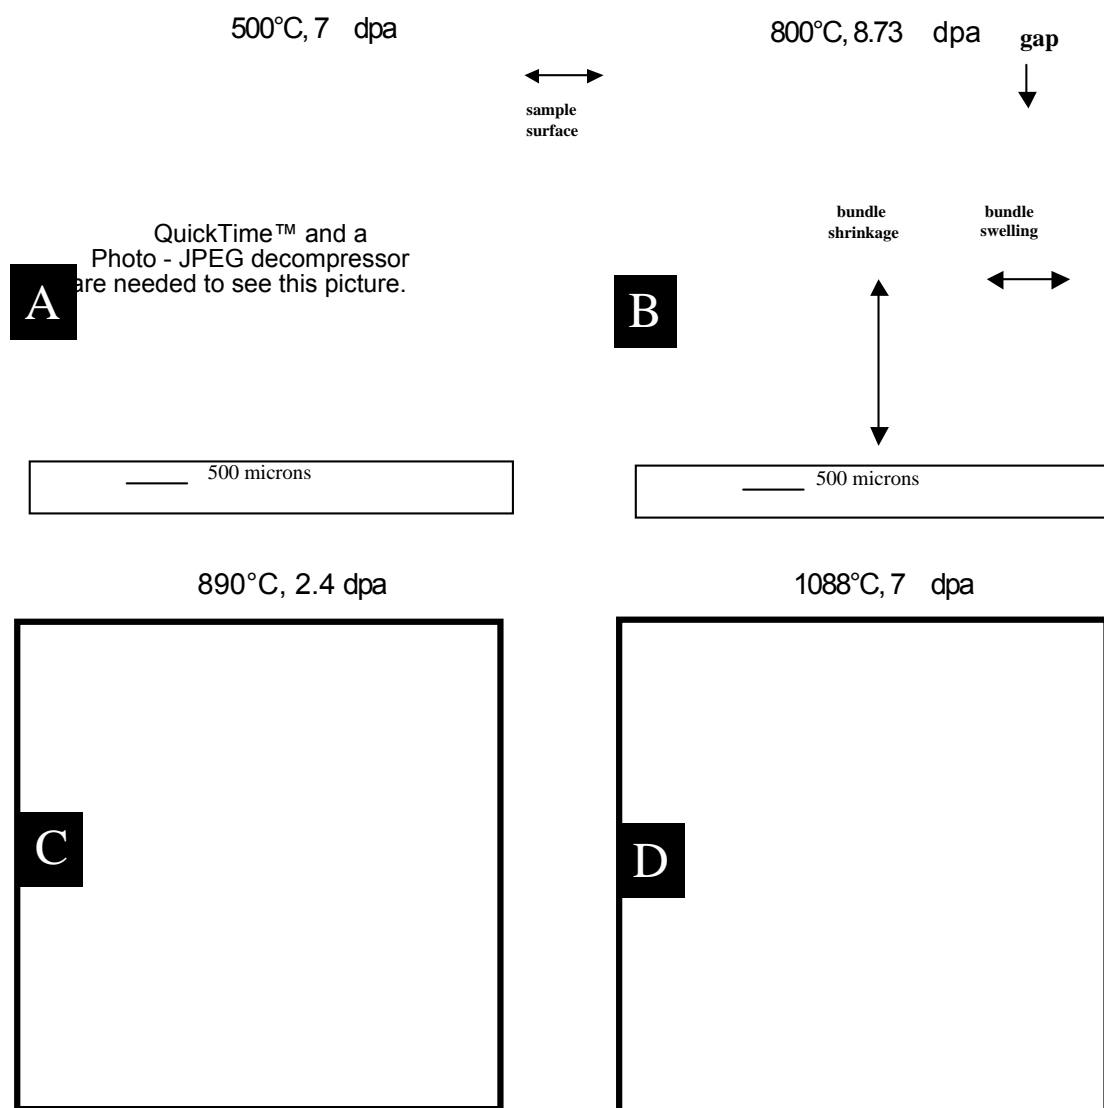 500°C, 7 dpa
800°C, 8.73 dpa
gap
sample
surface
bundle
shrinkage
bundle
swelling
QuickTime™ and a
Photo - JPEG decompressor
are needed to see this picture.
A
B
500 microns
500 microns
890°C, 2.4 dpa
1088°C, 7 dpa
C
D